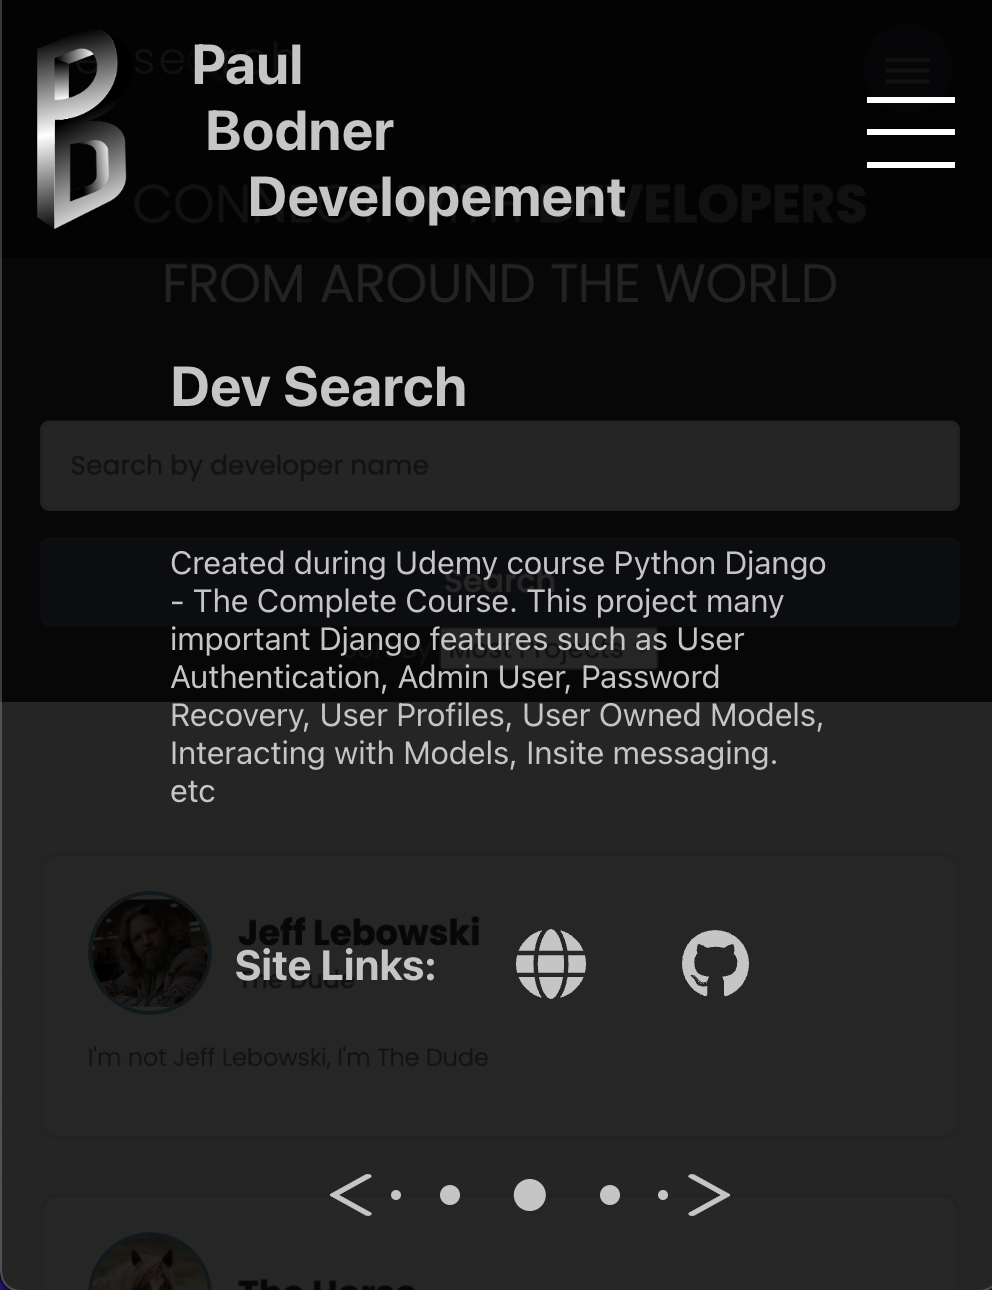 Paul
Bodner
Developement
CONNECT WITH DEVELOPERS
FROM AROUND THE WORLD
Dev Search
Search by developer name
Created during Udemy course Python Django
- The Complete Course. This project many
important Django features such as User
Authentication, Admin User, Password
Recovery, User Profiles, User Owned Models,
Interacting with Models, Insite messaging.
etc
Search
Most Projects
Jeff Lebowski
Site Links:
The Dude
I'm not Jeff Lebowski, I'm The Dude
< >
The Horse